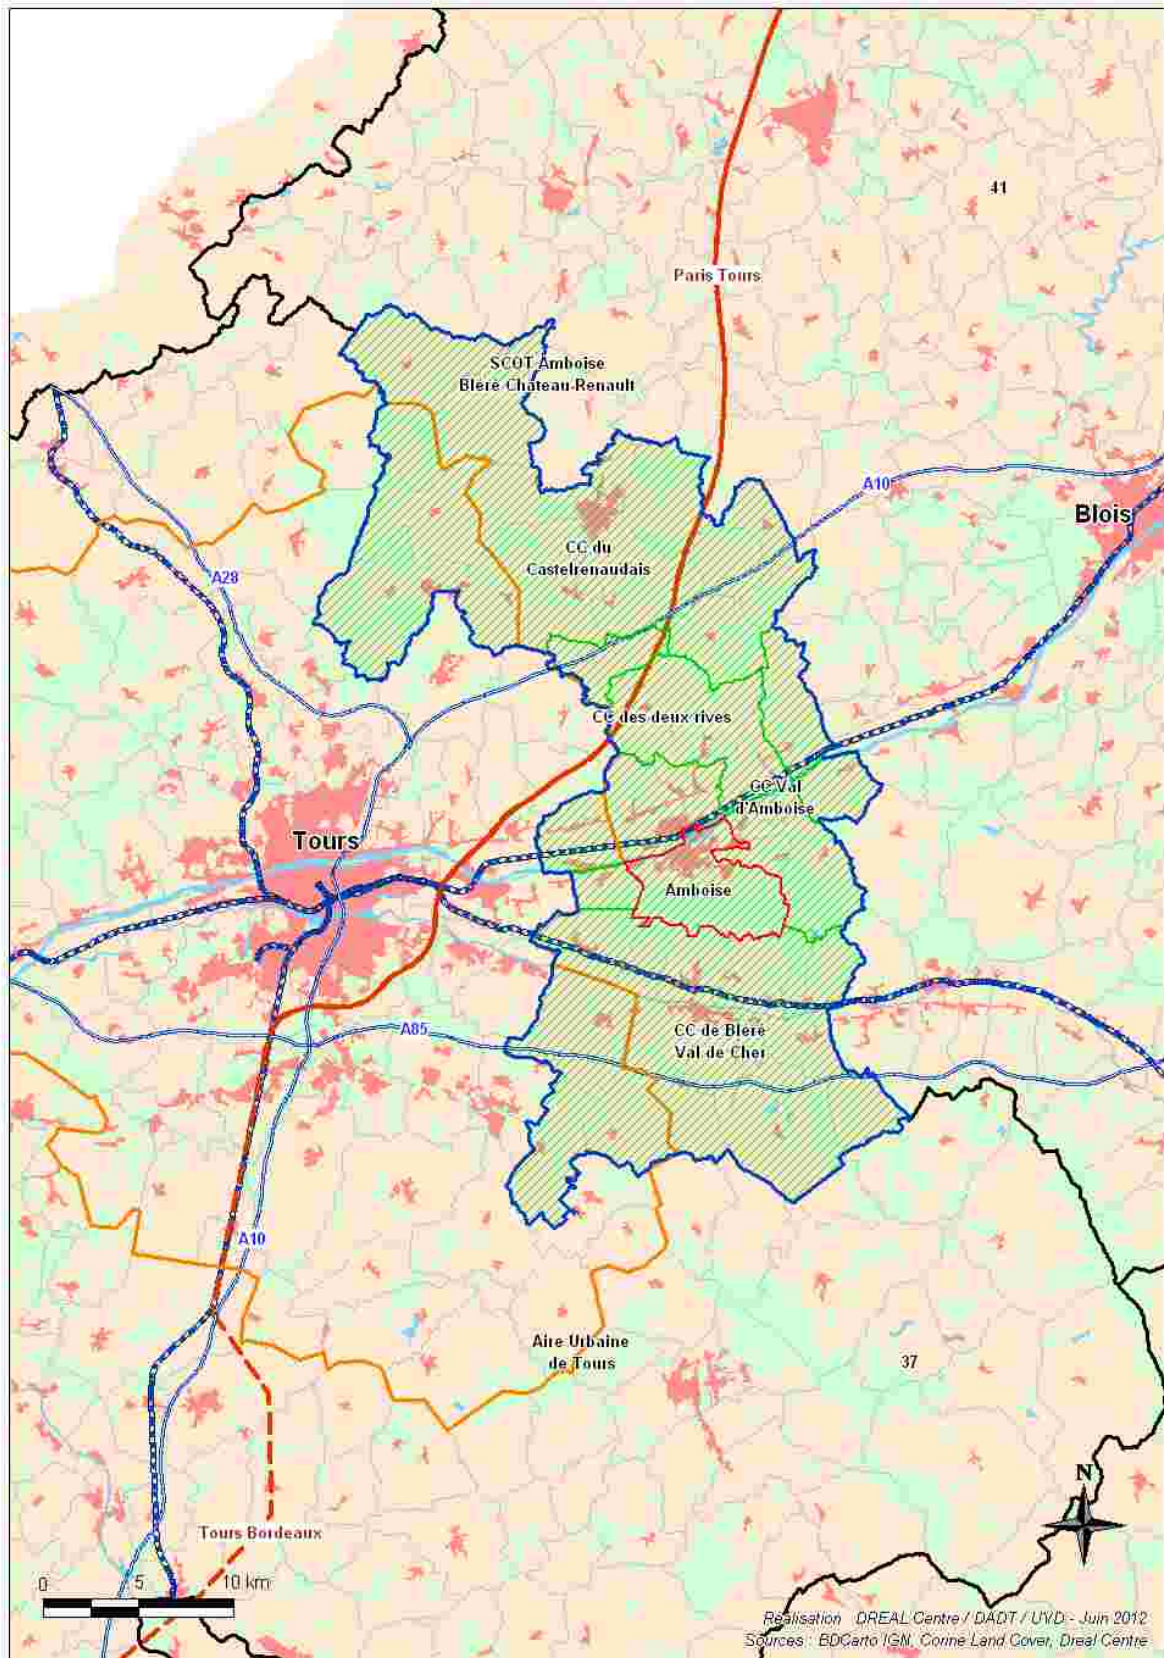 41
Paris Tours
SCOT Amboise
Bléré Château-Renault
A10
Blois
CC du
Castelrenaudais
A28
CC des deux rives
CC Val
d'Amboise
Tours
Amboise
A85
CC de Bléré
Val de Cher
A10
Aire Urbaine
de Tours
37
N
Tours Bordeaux
0 5 10 km
Réalisation DREAL Centre / DADT / UVD - Juin 2012
Sources : BDCarto IGN, Corine Land Cover, Dreal Centre